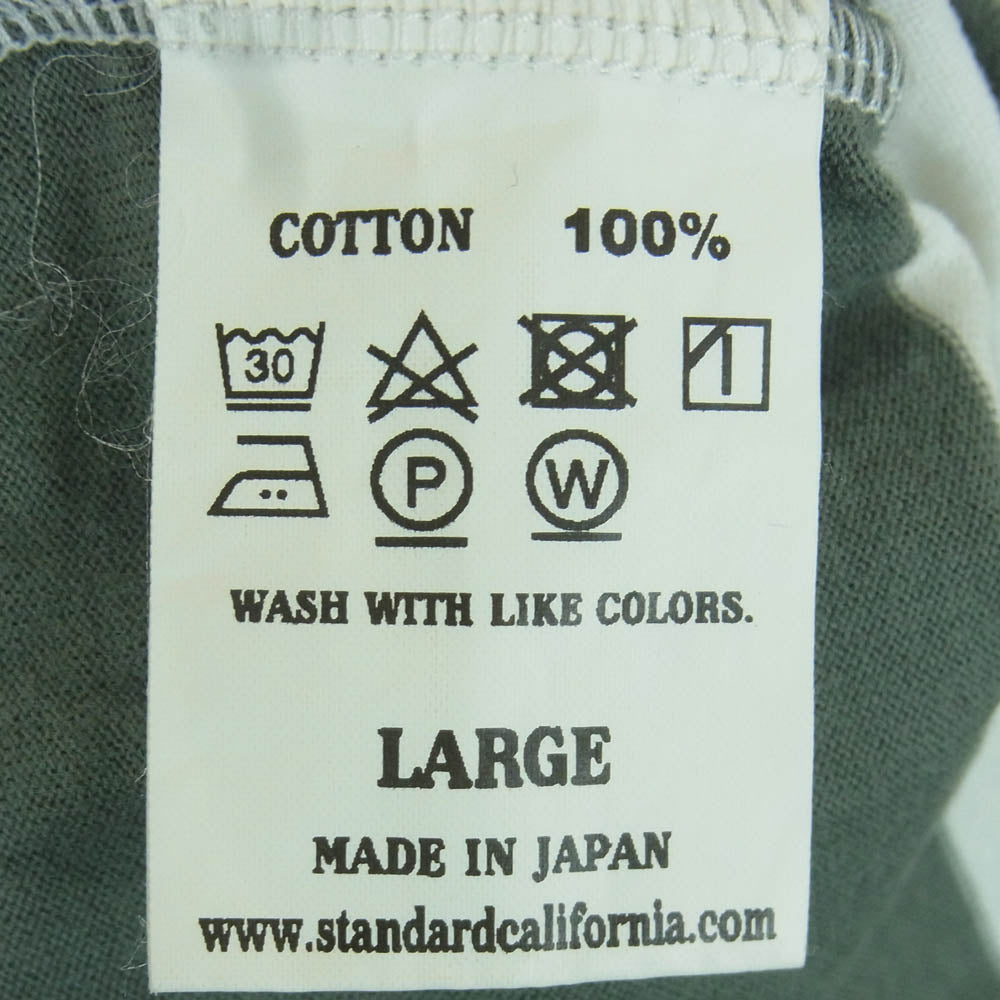 COTTON 100%
30
P W
WASH WITH LIKE COLORS.
LARGE
MADE IN JAPAN
www.standardcalifornia.com